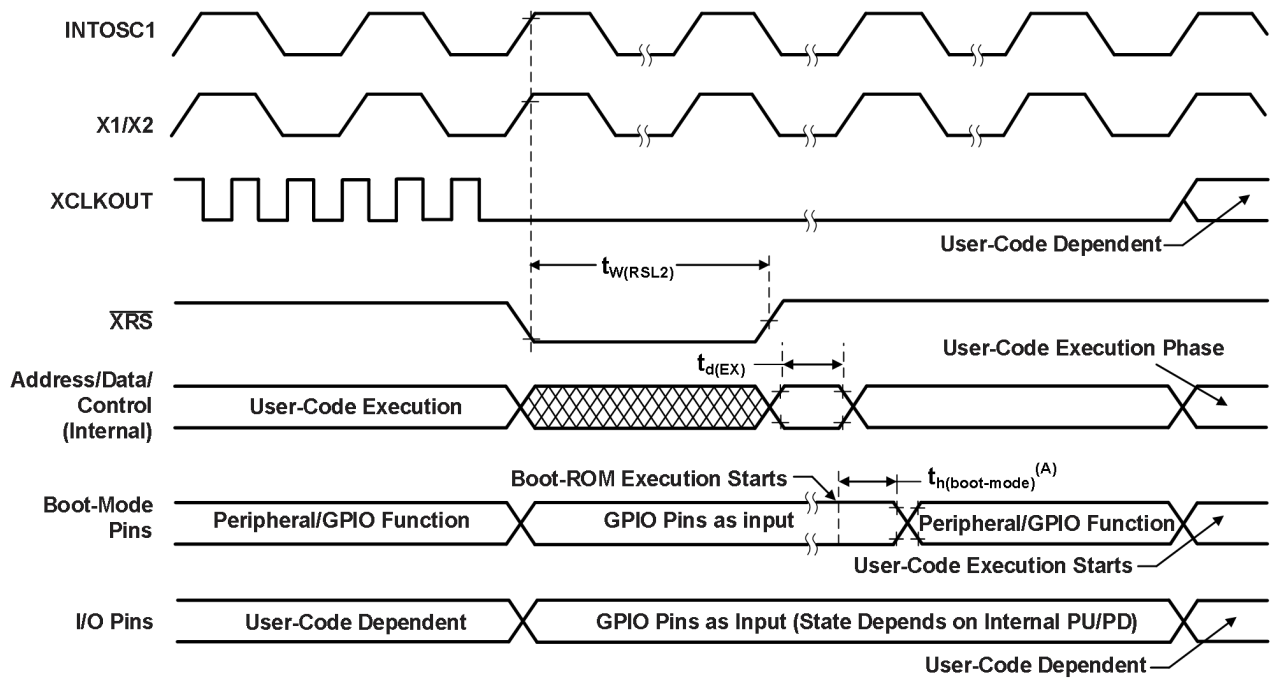 INTOSC1
X1/X2
XCLKOUT
User-Code Dependent
tW(RSL2)
XRS
td(EX)
User-Code Execution Phase
Address/Data/
Control
(Internal)
User-Code Execution
Boot-ROM Execution Starts
th(boot-mode)(A)
Boot-Mode
Pins
Peripheral/GPIO Function
GPIO Pins as input
Peripheral/GPIO Function
User-Code Execution Starts
I/O Pins
User-Code Dependent
GPIO Pins as Input (State Depends on Internal PU/PD)
User-Code Dependent